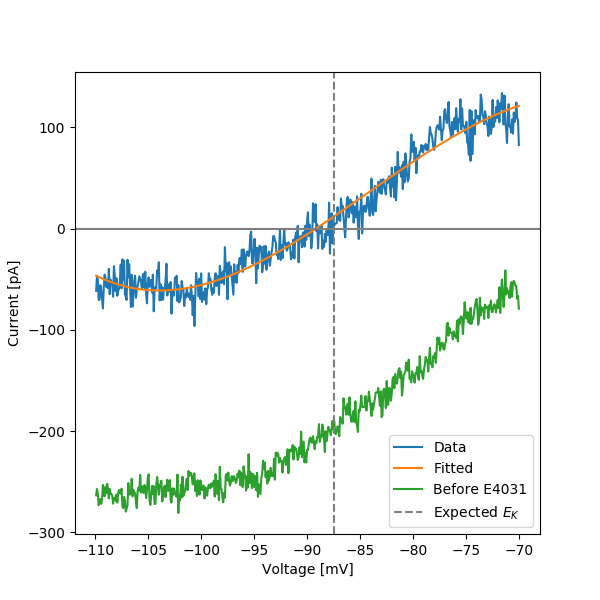 100
0
−100
−200
−300
Current [pA]
−110 −105 −100 −95 −90 −85 −80 −75 −70
Voltage [mV]
Data
Fitted
Before E4031
Expected E_K